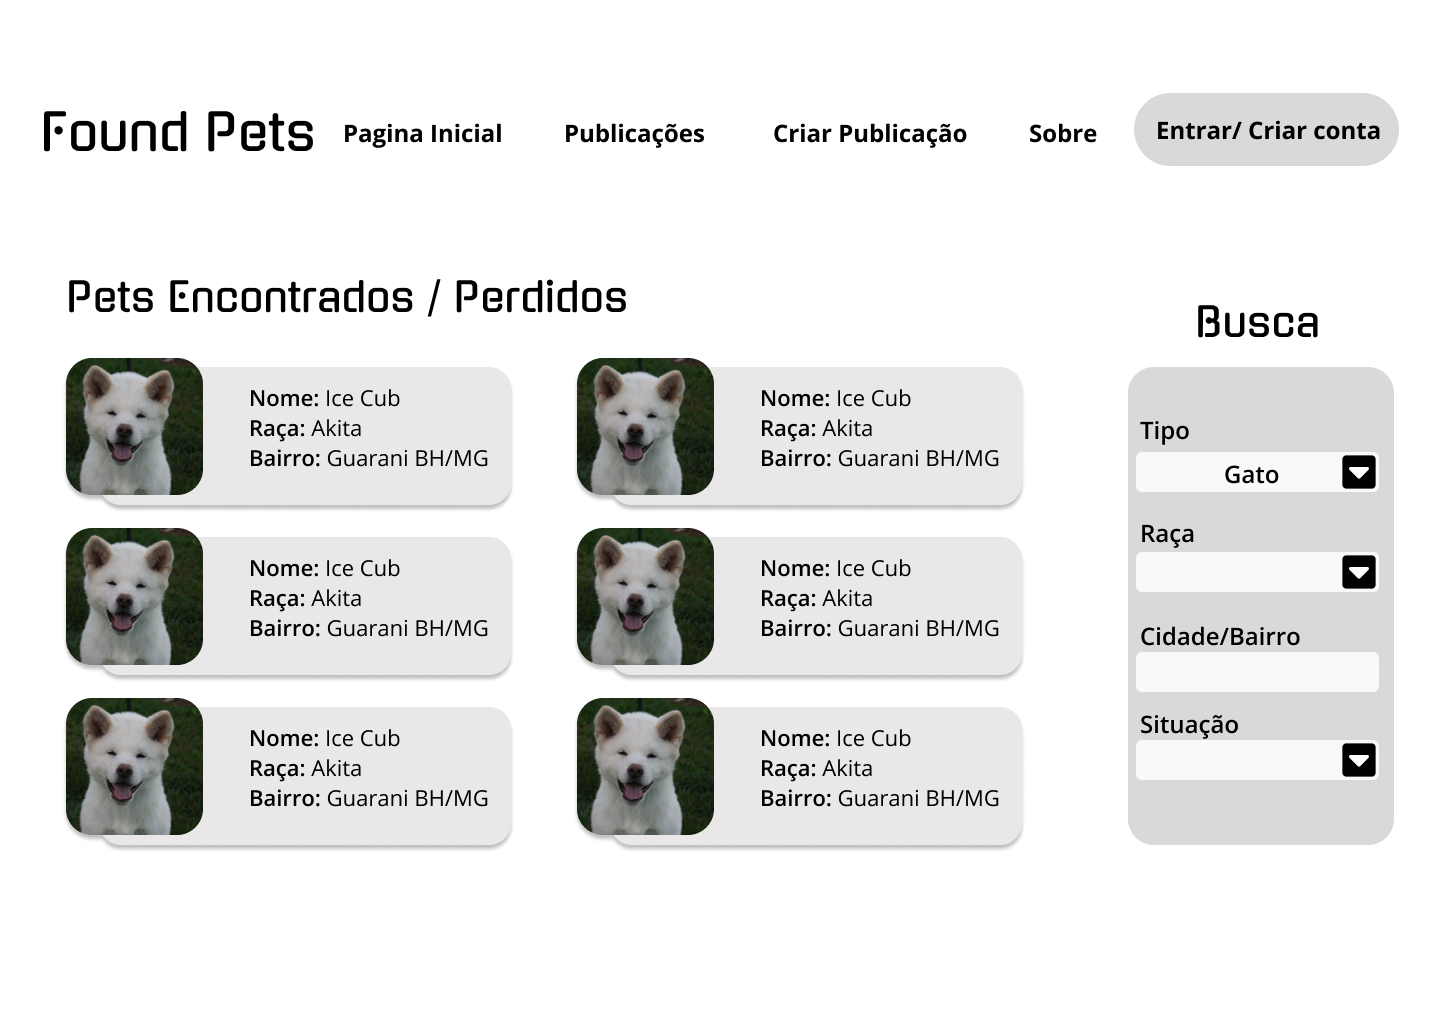 Found Pets
Pagina Inicial
Publicações
Criar Publicação
Sobre
Entrar/ Criar conta
Pets Encontrados / Perdidos
Nome: Ice Cub
Raça: Akita
Bairro: Guarani BH/MG
Nome: Ice Cub
Raça: Akita
Bairro: Guarani BH/MG
Nome: Ice Cub
Raça: Akita
Bairro: Guarani BH/MG
Nome: Ice Cub
Raça: Akita
Bairro: Guarani BH/MG
Nome: Ice Cub
Raça: Akita
Bairro: Guarani BH/MG
Nome: Ice Cub
Raça: Akita
Bairro: Guarani BH/MG
Busca
Tipo
Gato
Raça
Cidade/Bairro
Situação